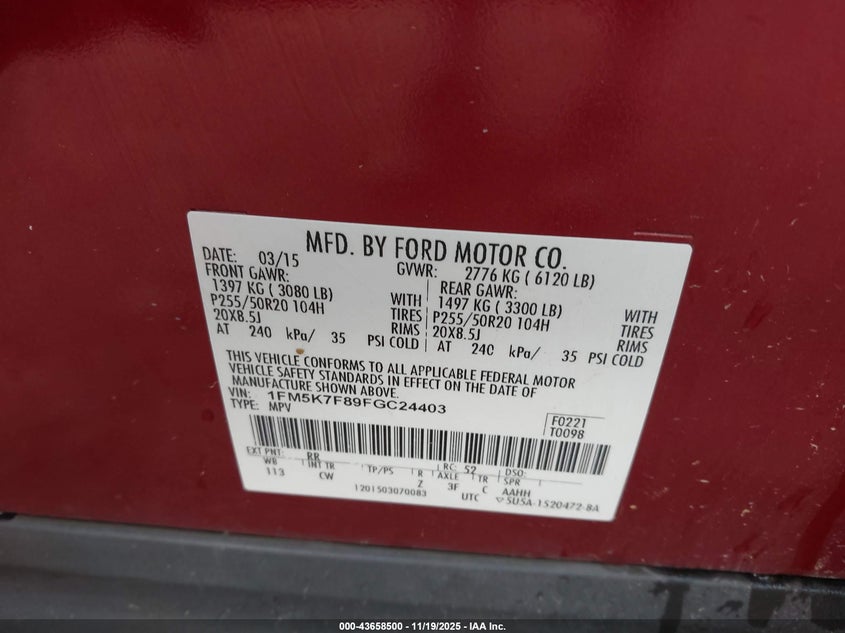 MFD. BY FORD MOTOR CO.
DATE: 03/15 GVWR: 2776 KG ( 6120 LB)
FRONT GAWR: REAR GAWR:
1397 KG ( 3080 LB) WITH 1497 KG ( 3300 LB) WITH
P255/50R20 104H TIRES P255/50R20 104H TIRES
20X8.5J RIMS 20X8.5J RIMS
AT 240 kPa/ 35 PSI COLD AT 240 kPa/ 35 PSI COLD
THIS VEHICLE CONFORMS TO ALL APPLICABLE FEDERAL MOTOR
VEHICLE SAFETY STANDARDS IN EFFECT ON THE DATE OF
MANUFACTURE SHOWN ABOVE.
VIN: 1FM5K7F89FGC24403
TYPE: MPV
F0221
T0098
EXT PNT: RR RC: 52 DSO:
WB INT TR TP/PS R AXLE TR SPR
113 CW Z 3F C AAHH
1201503070083 UTC ▽5U5A-1520472-BA
000-43658500 - 11/19/2025 - IAA Inc.